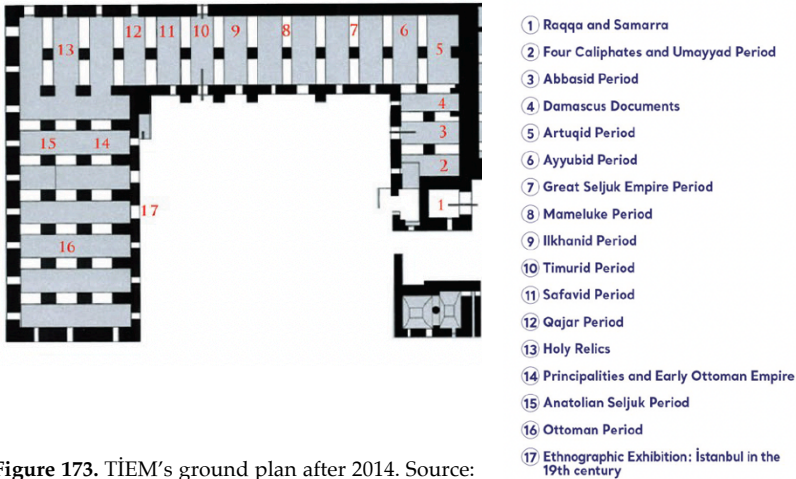 13 12 11 10 9 8 7 6 5
4
15 14 3
2
17 1
16
1 Raqqa and Samarra
2 Four Caliphates and Umayyad Period
3 Abbasid Period
4 Damascus Documents
5 Artuqid Period
6 Ayyubid Period
7 Great Seljuk Empire Period
8 Mameluke Period
9 Ilkhanid Period
10 Timurid Period
11 Safavid Period
12 Qajar Period
13 Holy Relics
14 Principalities and Early Ottoman Empire
15 Anatolian Seljuk Period
16 Ottoman Period
17 Ethnographic Exhibition: İstanbul in the
19th century
Figure 173. TİEM's ground plan after 2014. Source: